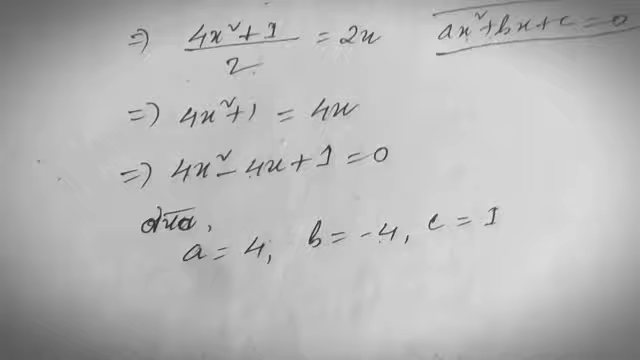 => (4x²+1)/2 = 2x
ax²+bx+c=0
=> 4x²+1 = 4x
=> 4x²-4x+1=0
a=4, b=-4, c=1